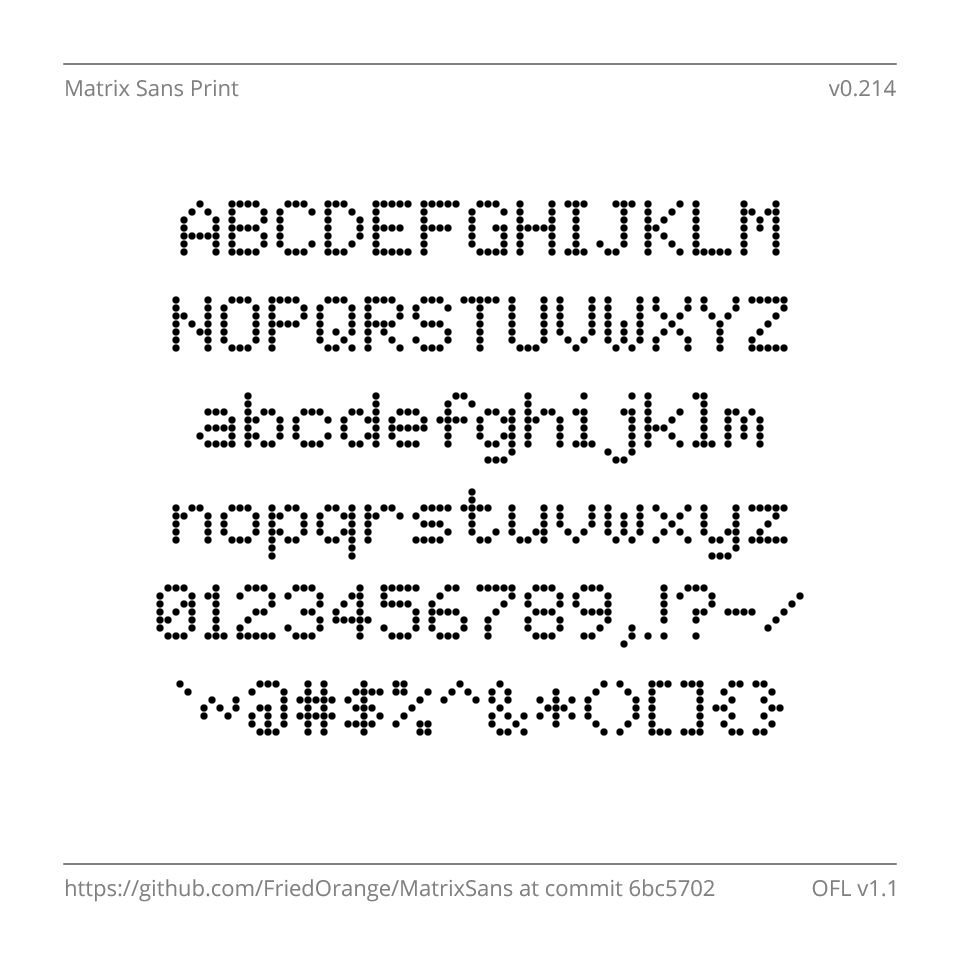 Matrix Sans Print
v0.214
ABCDEFGHIJKLM
NOPQRSTUVWXYZ
abcdefghijklm
nopqrstuvwxyz
0123456789,.!?-/
`~@#$%^&*()[]{}
https://github.com/FriedOrange/MatrixSans at commit 6bc5702
OFL v1.1